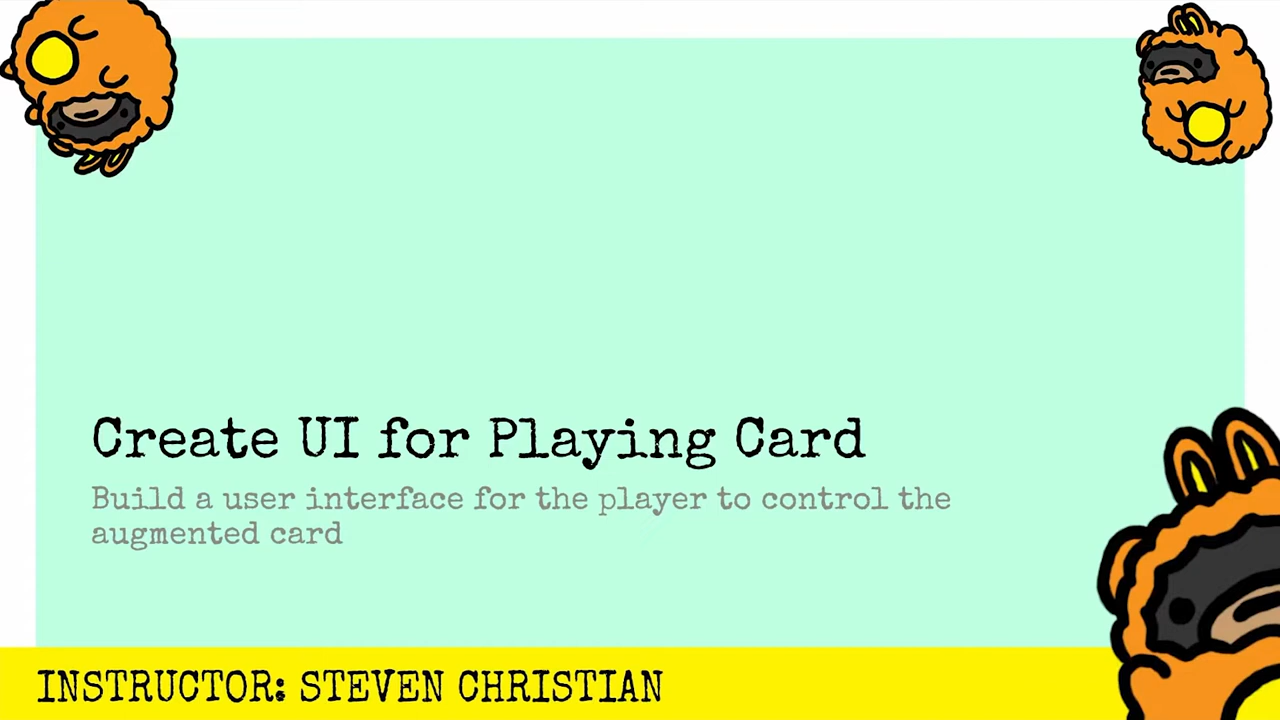 Create UI for Playing Card
Build a user interface for the player to control the
augmented card
INSTRUCTOR: STEVEN CHRISTIAN